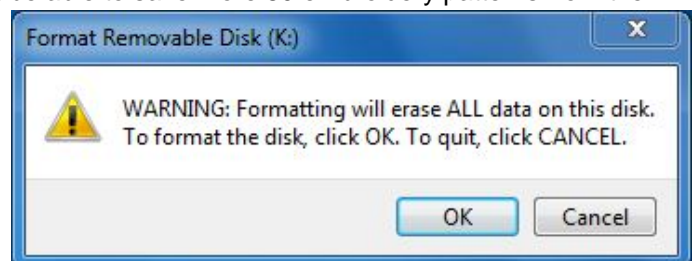 Format Removable Disk (K:)
X
WARNING: Formatting will erase ALL data on this disk.
To format the disk, click OK. To quit, click CANCEL.
OK Cancel